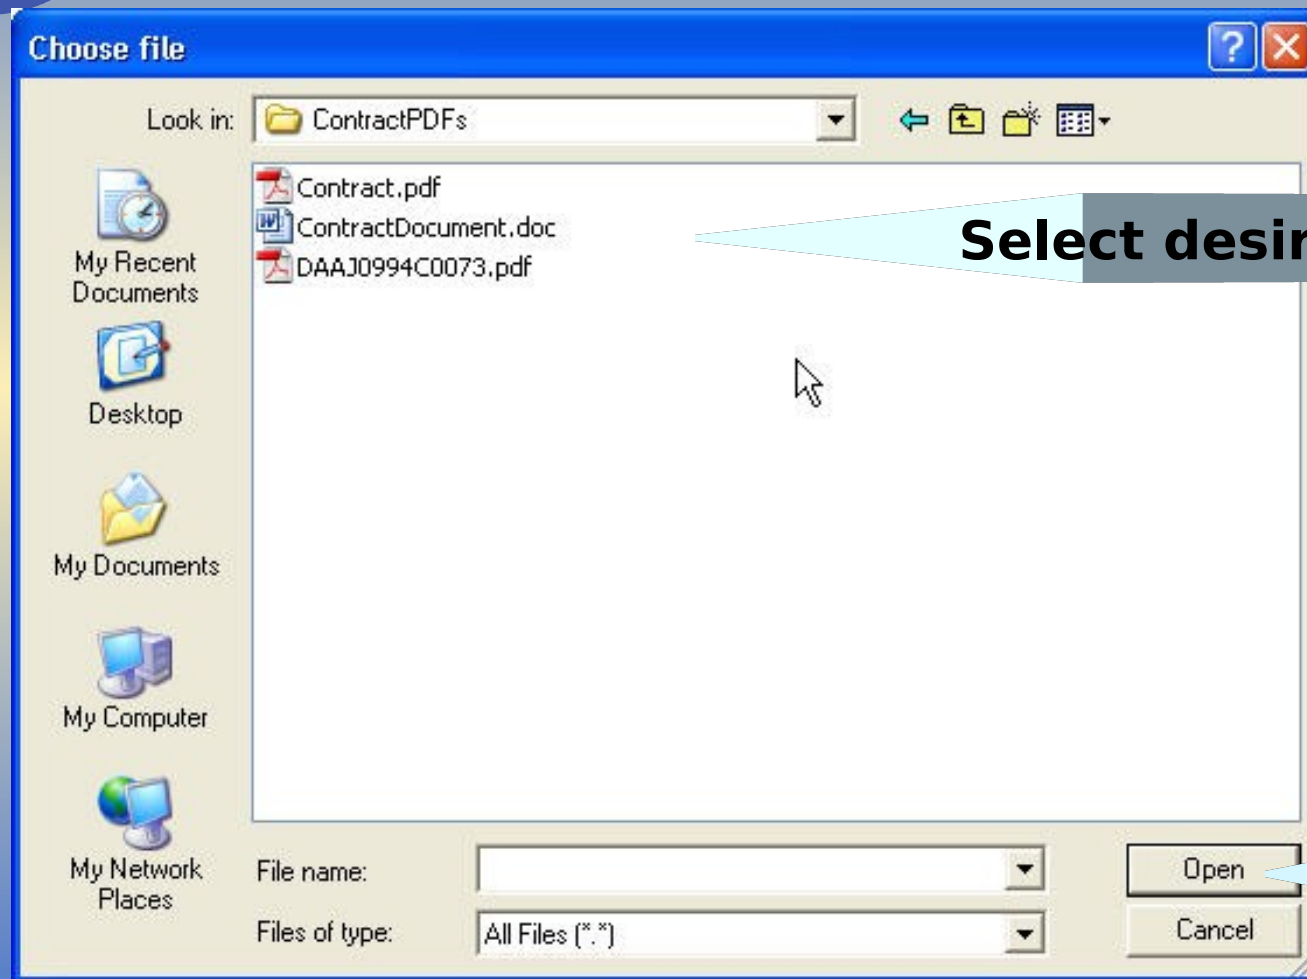 Choose file
Look in: ContractPDFs
Contract.pdf
ContractDocument.doc
DAAJ0994C0073.pdf
Select desir
My Recent
Documents
Desktop
My Documents
My Computer
My Network
Places
File name:
Open
Files of type: All Files (*.*)
Cancel